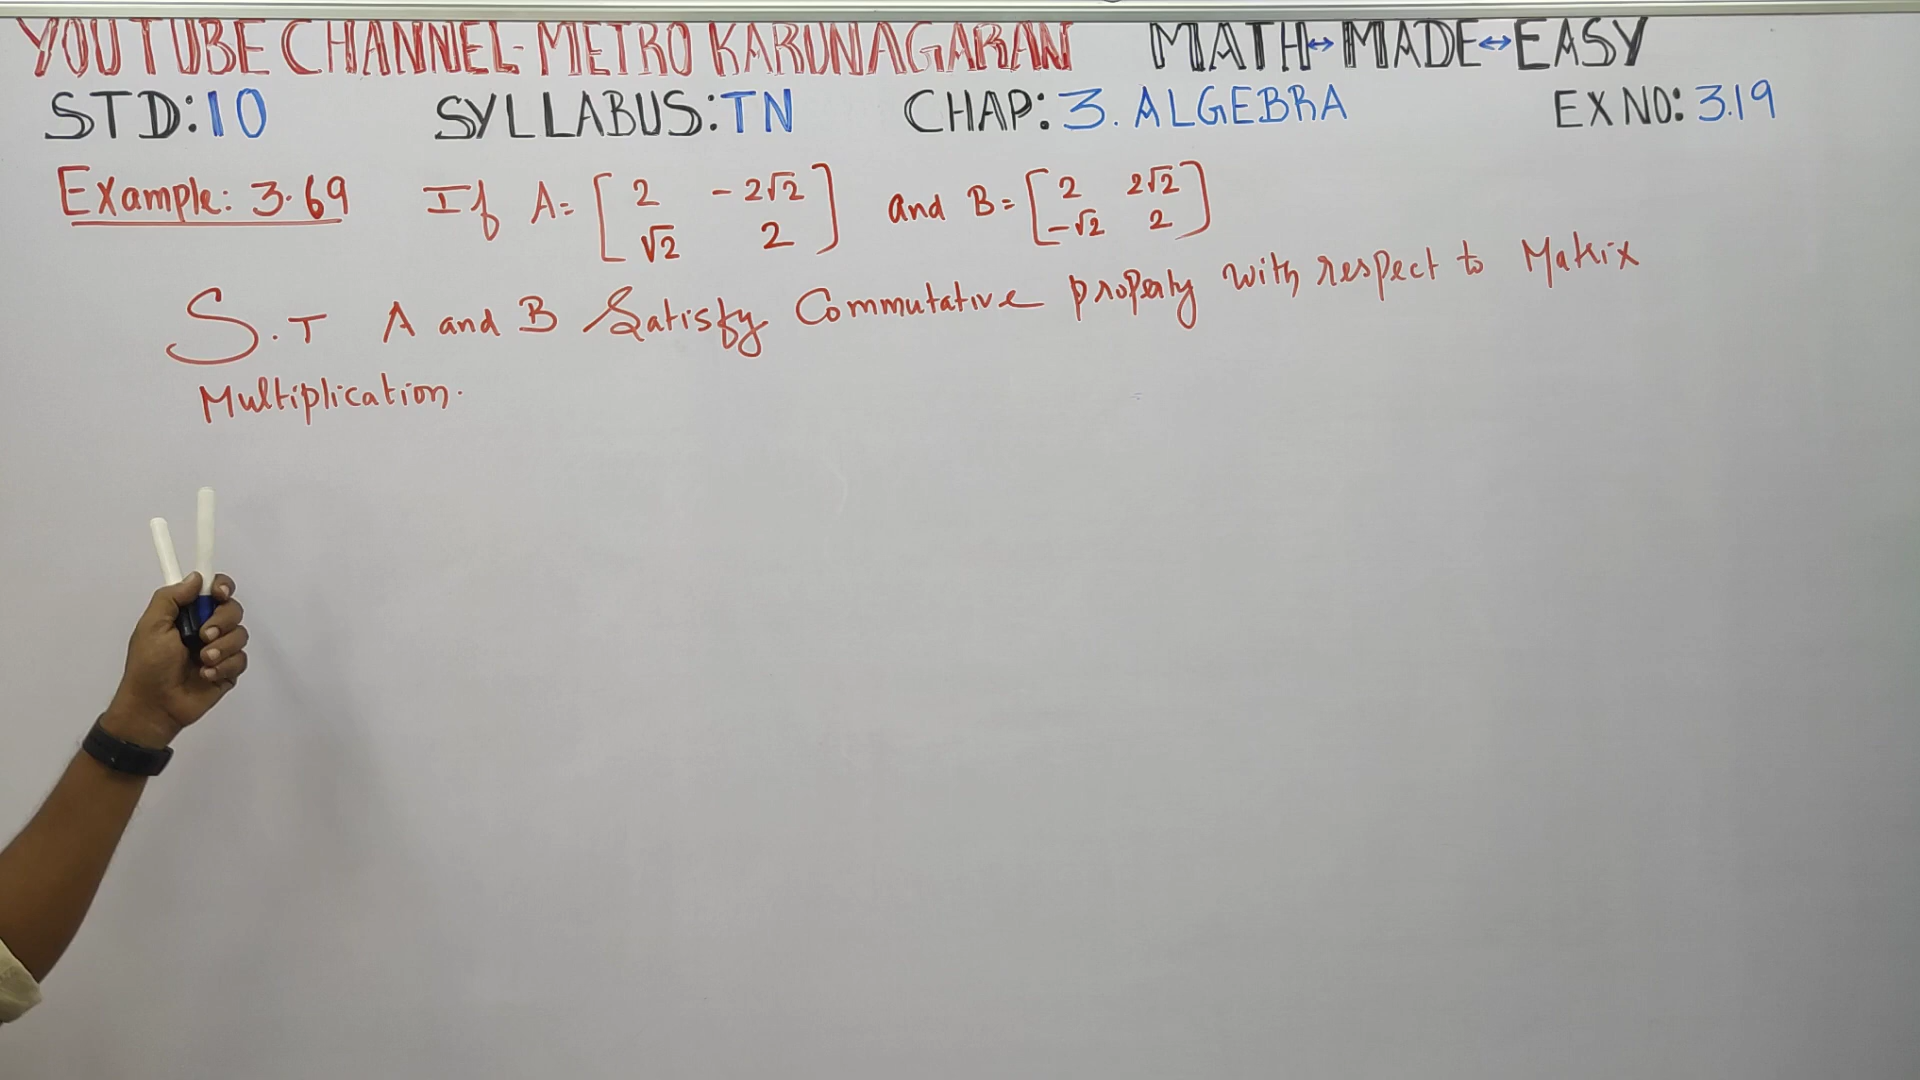 YOUTUBE CHANNEL-METRO KARUNAGARAN MATH↔MADE↔EASY
STD:10 SYLLABUS:TN CHAP: 3. ALGEBRA EX NO: 3.19
Example: 3.69 If A= [2 -2√2 and B= [2 2√2
√2 2] -√2 2]
S.T A and B Satisfy Commutative property with respect to Matrix
Multiplication.